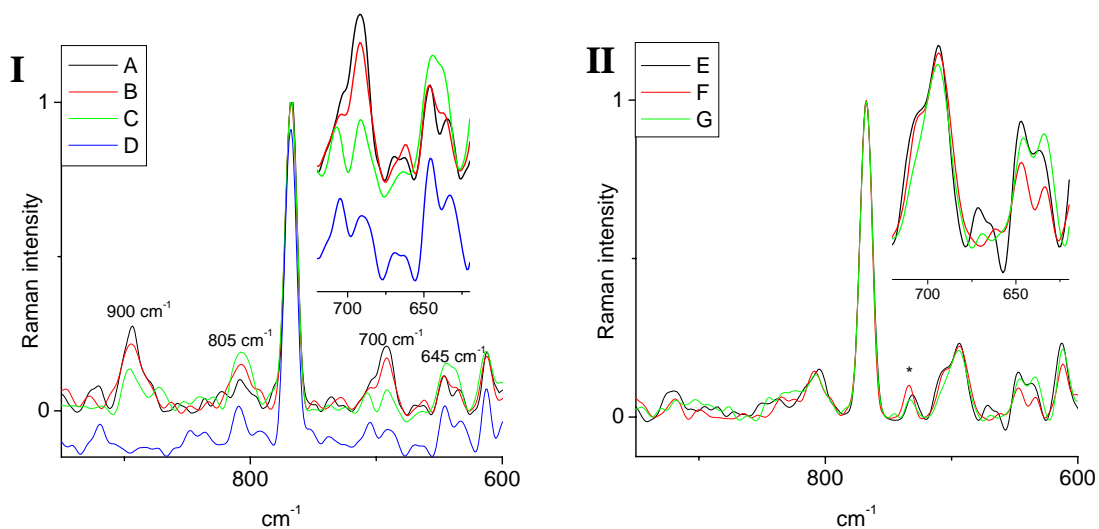 I
A
B
C
D
1
0
Raman intensity
900 cm⁻¹
805 cm⁻¹
700 cm⁻¹
645 cm⁻¹
700
650
800
600
cm⁻¹
II
E
F
G
1
0
Raman intensity
*
700
650
800
600
cm⁻¹